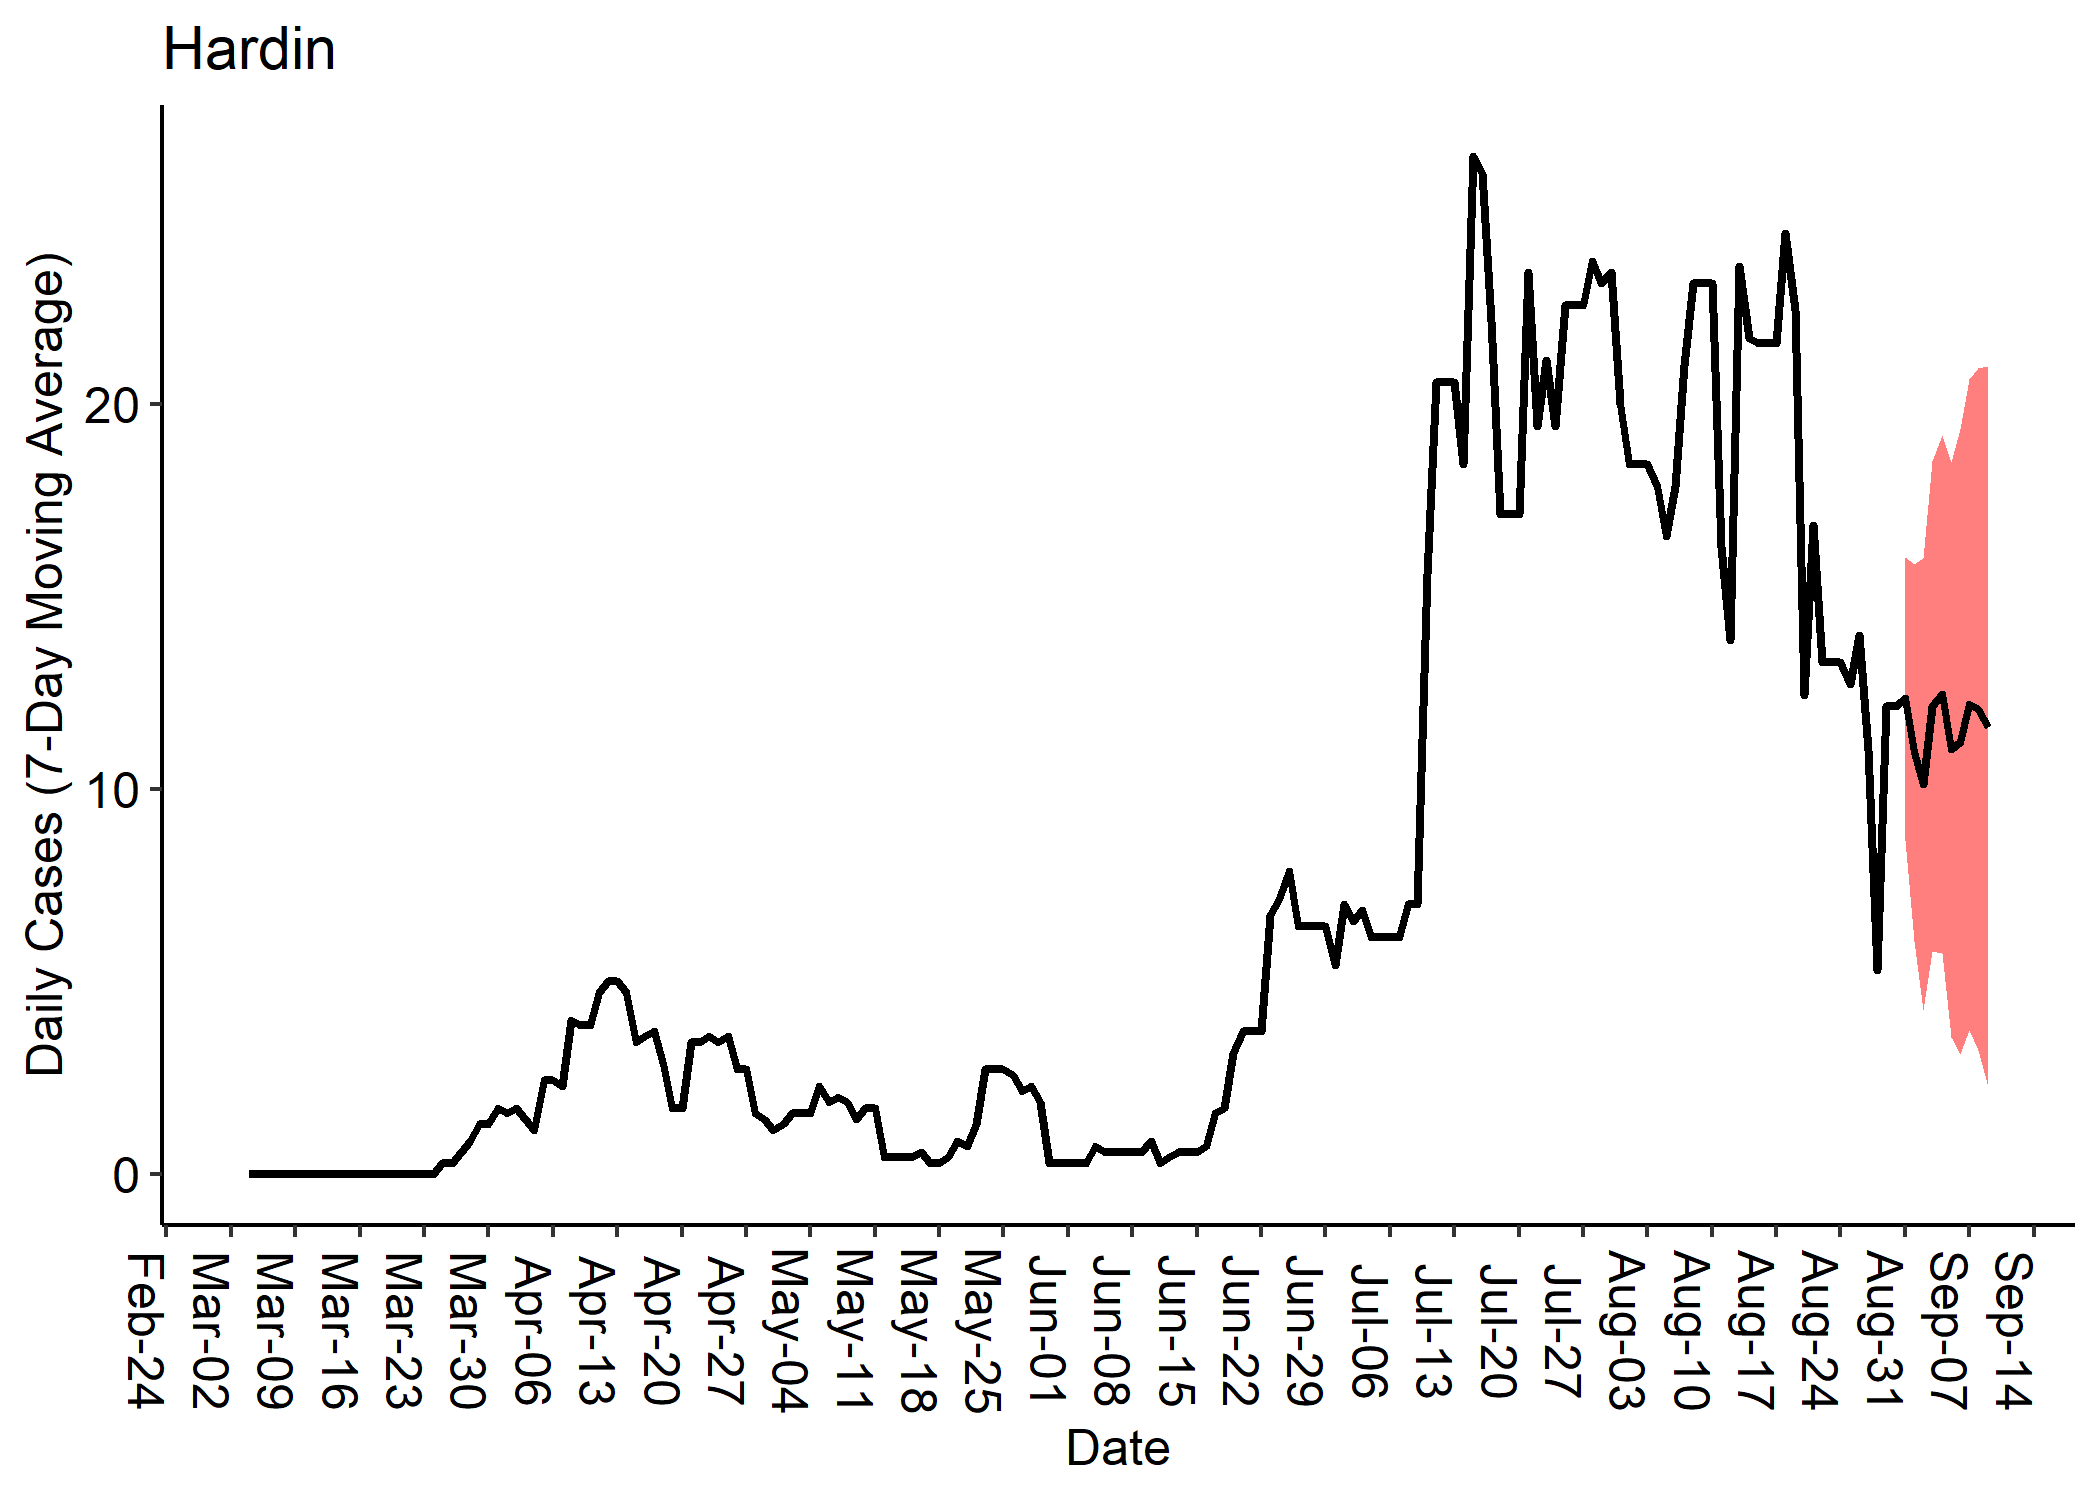 Hardin
Daily Cases (7-Day Moving Average)
20
10
0
Feb-24
Mar-02
Mar-09
Mar-16
Mar-23
Mar-30
Apr-06
Apr-13
Apr-20
Apr-27
May-04
May-11
May-18
May-25
Jun-01
Jun-08
Jun-15
Jun-22
Jun-29
Jul-06
Jul-13
Jul-20
Jul-27
Aug-03
Aug-10
Aug-17
Aug-24
Aug-31
Sep-07
Sep-14
Date